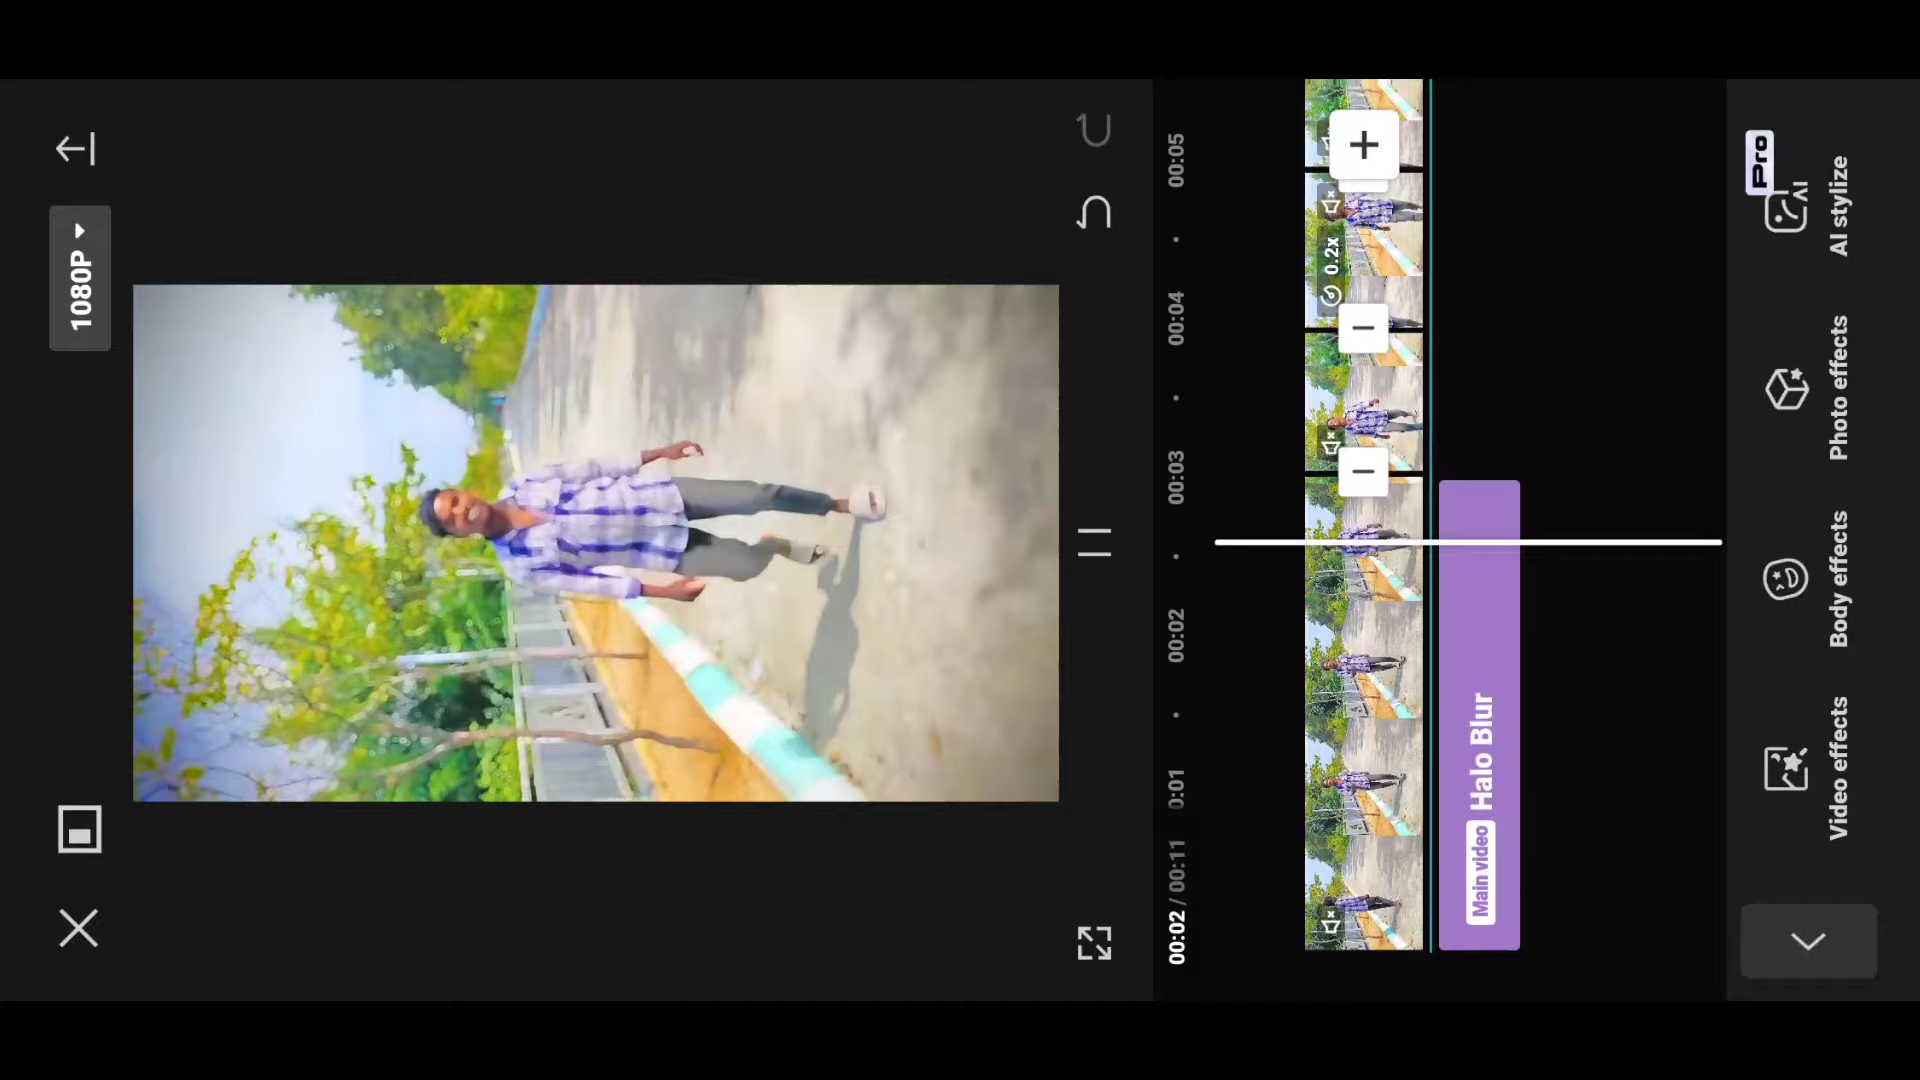 1080P
00:02 / 00:11
0:01
00:02
00:03
00:04
00:05
0.2x
Main video Halo Blur
Video effects
Body effects
Photo effects
AI stylize
Pro